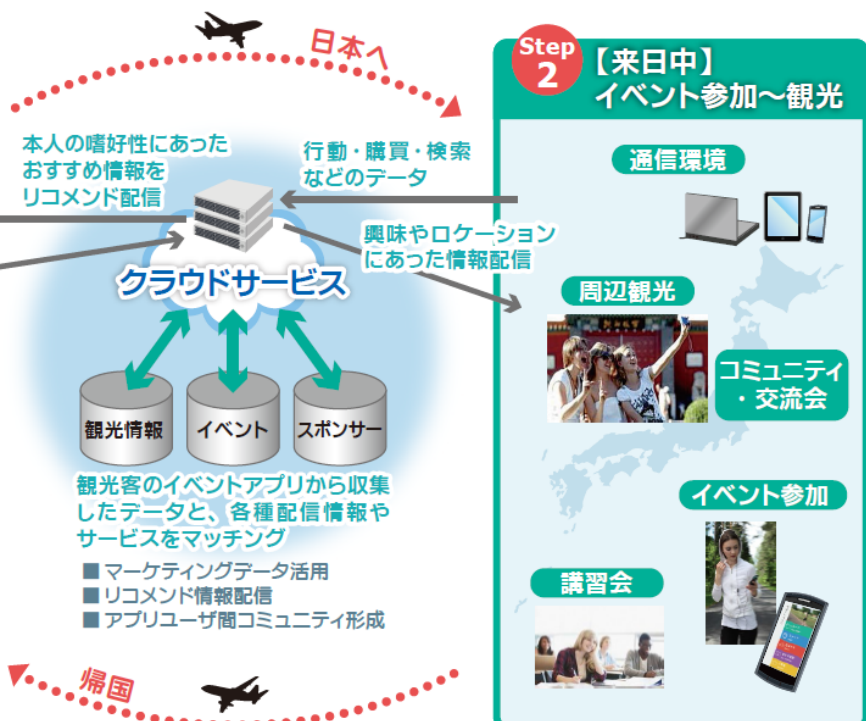 日本へ
本人の嗜好性にあった
おすすめ情報を
リコメンド配信
行動・購買・検索
などのデータ
興味やロケーション
にあった情報配信
クラウドサービス
観光情報
イベント
スポンサー
観光客のイベントアプリから収集
したデータと、各種配信情報や
サービスをマッチング
■ マーケティングデータ活用
■ リコメンド情報配信
■ アプリユーザ間コミュニティ形成
帰国
Step
2
【来日中】
イベント参加～観光
通信環境
周辺観光
コミュニティ
・交流会
イベント参加
講習会